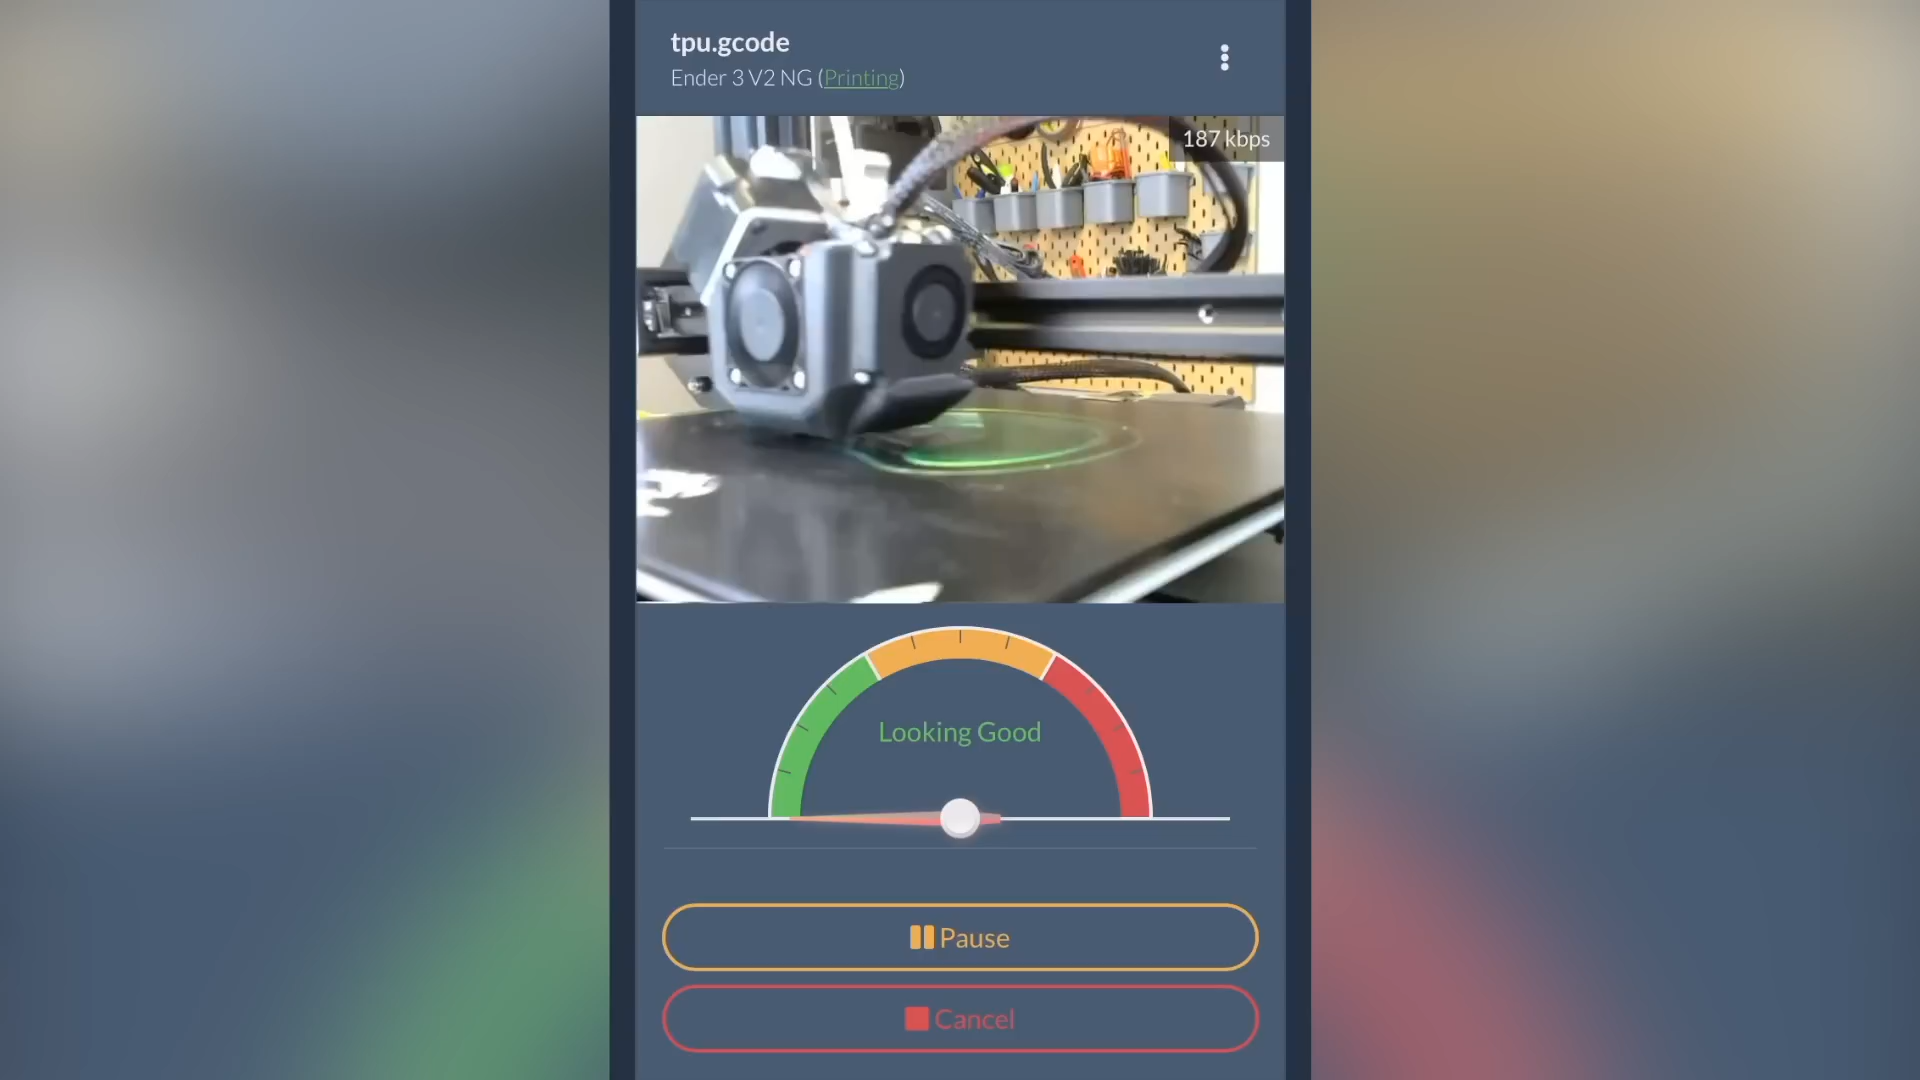 tpu.gcode
Ender 3 V2 NG (Printing)
187 kbps
Looking Good
Pause
Cancel